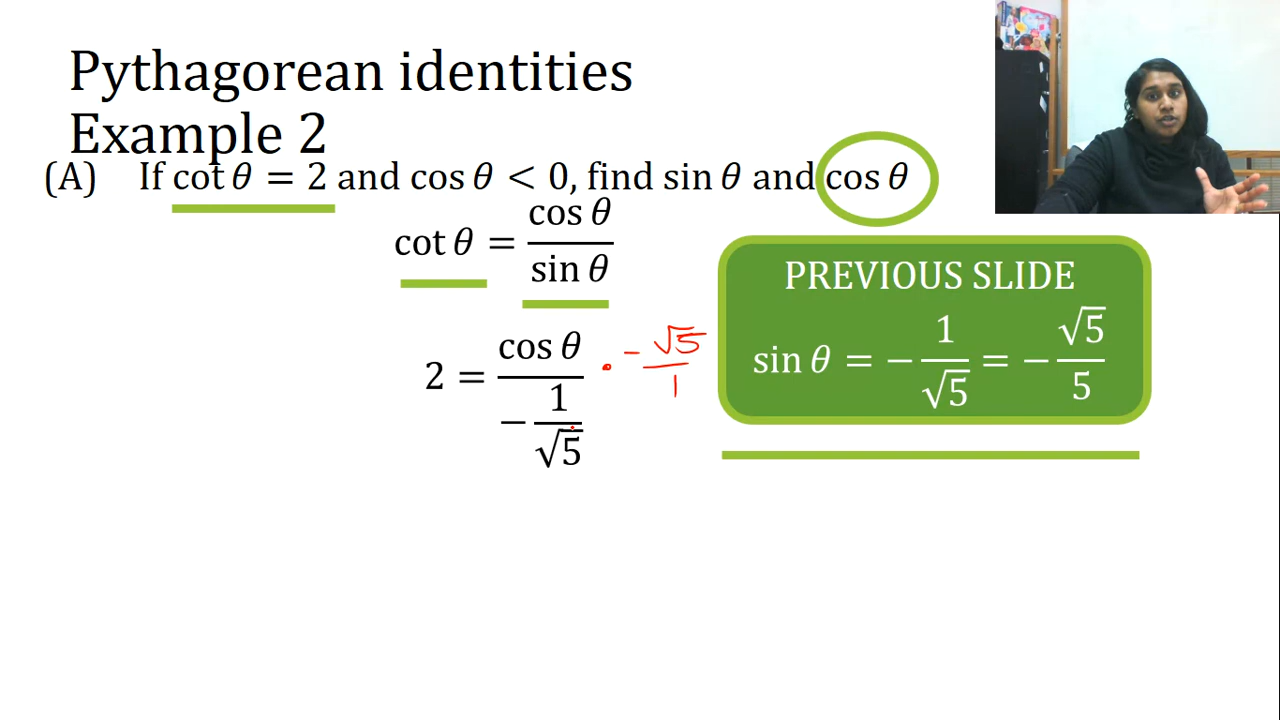 Pythagorean identities
Example 2
(A) If cot θ = 2 and cos θ < 0, find sin θ and cos θ
cot θ = cos θ / sin θ
2 = cos θ / (− 1/√5) · − √5/1
PREVIOUS SLIDE
sin θ = − 1/√5 = − √5/5